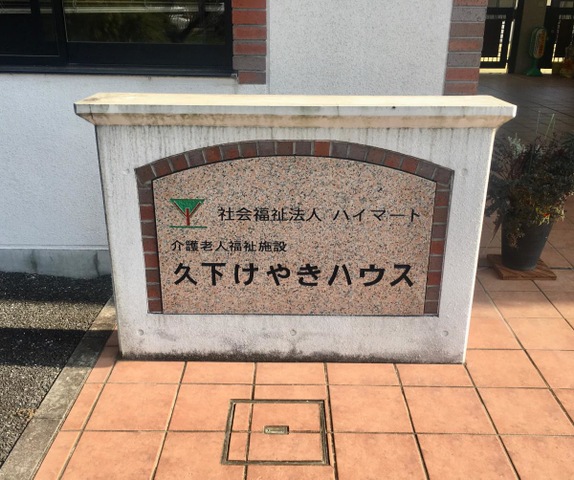 社会福祉法人 ハイマート
介護老人福祉施設
久下けやきハウス